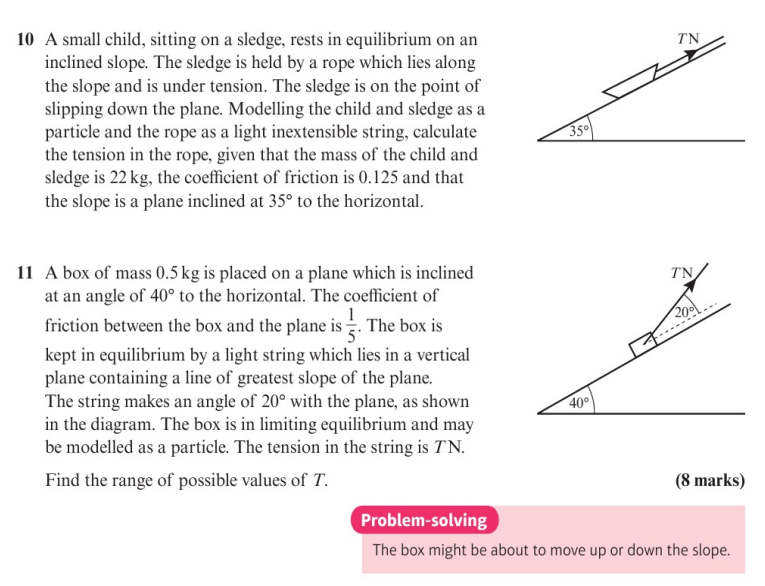 10 A small child, sitting on a sledge, rests in equilibrium on an
inclined slope. The sledge is held by a rope which lies along
the slope and is under tension. The sledge is on the point of
slipping down the plane. Modelling the child and sledge as a
particle and the rope as a light inextensible string, calculate
the tension in the rope, given that the mass of the child and
sledge is 22 kg, the coefficient of friction is 0.125 and that
the slope is a plane inclined at 35° to the horizontal.
TN
35°
11 A box of mass 0.5 kg is placed on a plane which is inclined
at an angle of 40° to the horizontal. The coefficient of
friction between the box and the plane is 1/5. The box is
kept in equilibrium by a light string which lies in a vertical
plane containing a line of greatest slope of the plane.
The string makes an angle of 20° with the plane, as shown
in the diagram. The box is in limiting equilibrium and may
be modelled as a particle. The tension in the string is TN.
TN
20°
40°
Find the range of possible values of T. (8 marks)
Problem-solving
The box might be about to move up or down the slope.